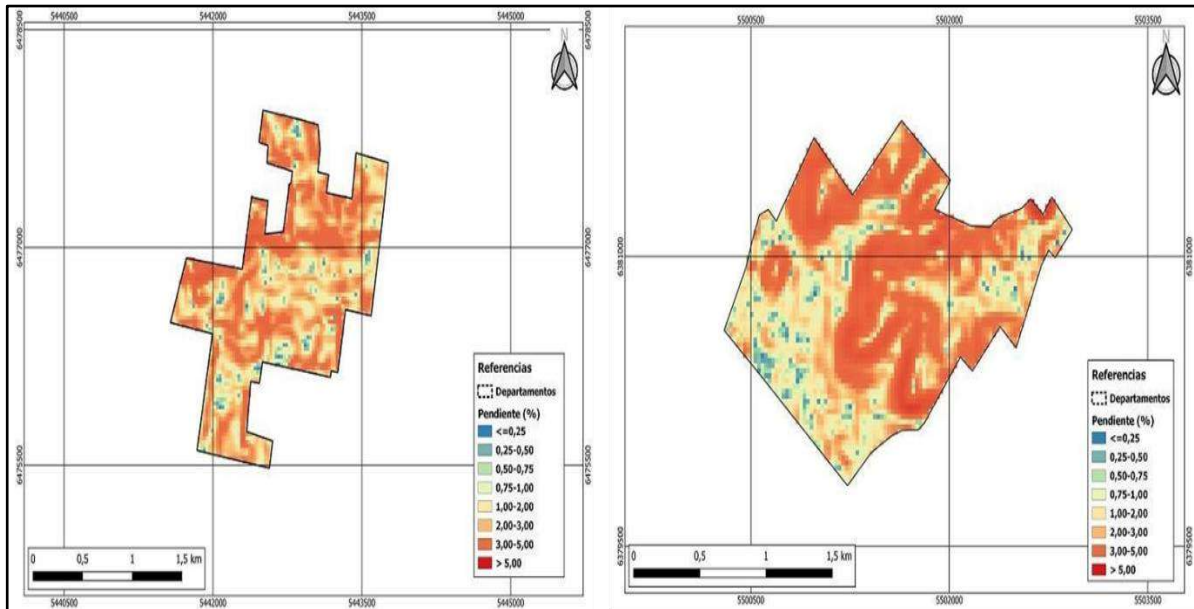 5440500 5442000 5443500 5445000
6478500 6478500
N
6477000 6477000
6475500 6475500
Referencias
Departamentos
Pendiente (%)
<=0,25
0,25-0,50
0,50-0,75
0,75-1,00
1,00-2,00
2,00-3,00
3,00-5,00
> 5,00
0 0,5 1 1,5 km
5440500 5442000 5443500 5445000
5500500 5502000 5503500
N
6381000 6381000
6379500 6379500
Referencias
Departamentos
Pendiente (%)
<=0,25
0,25-0,50
0,50-0,75
0,75-1,00
1,00-2,00
2,00-3,00
3,00-5,00
> 5,00
0 0,5 1 1,5 km
5500500 5502000 5503500